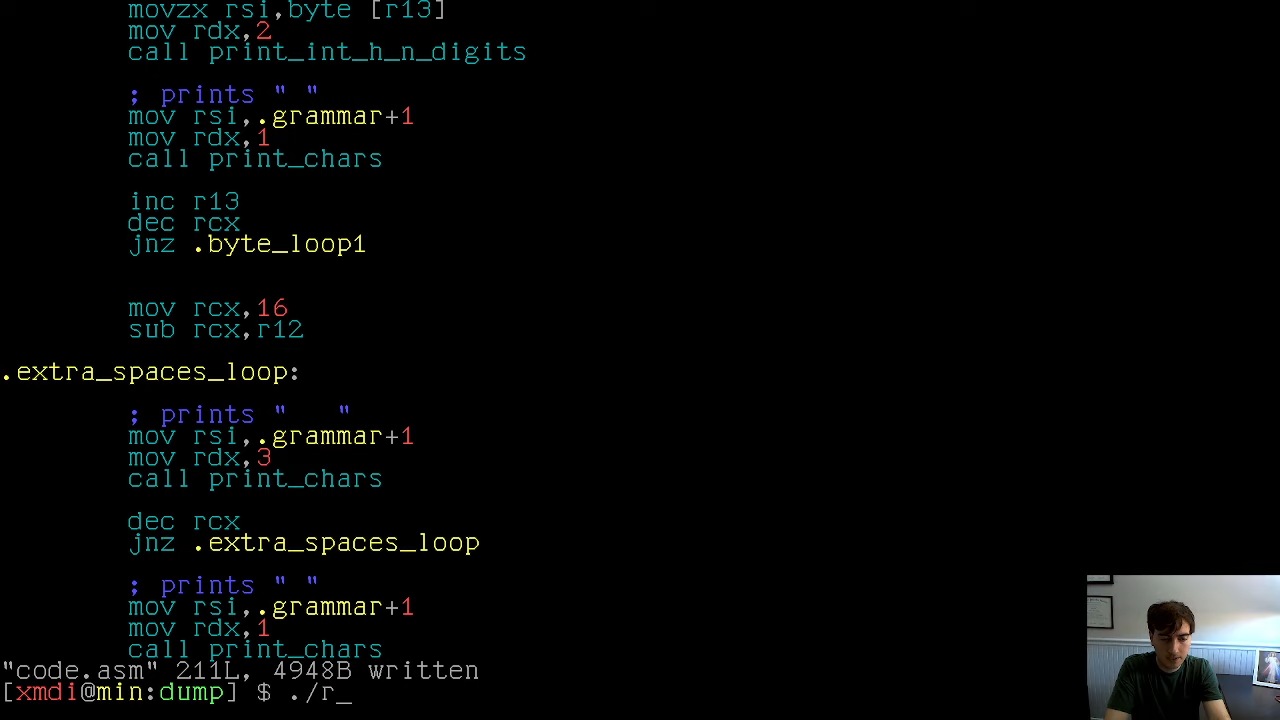 movzx rsi,byte [r13]
mov rdx,2
call print_int_h_n_digits
; prints " "
mov rsi,.grammar+1
mov rdx,1
call print_chars
inc r13
dec rcx
jnz .byte_loop1
mov rcx,16
sub rcx,r12
.extra_spaces_loop:
; prints "   "
mov rsi,.grammar+1
mov rdx,3
call print_chars
dec rcx
jnz .extra_spaces_loop
; prints " "
mov rsi,.grammar+1
mov rdx,1
call print_chars
"code.asm" 211L, 4948B written
[xmdi@min:dump] $ ./r_